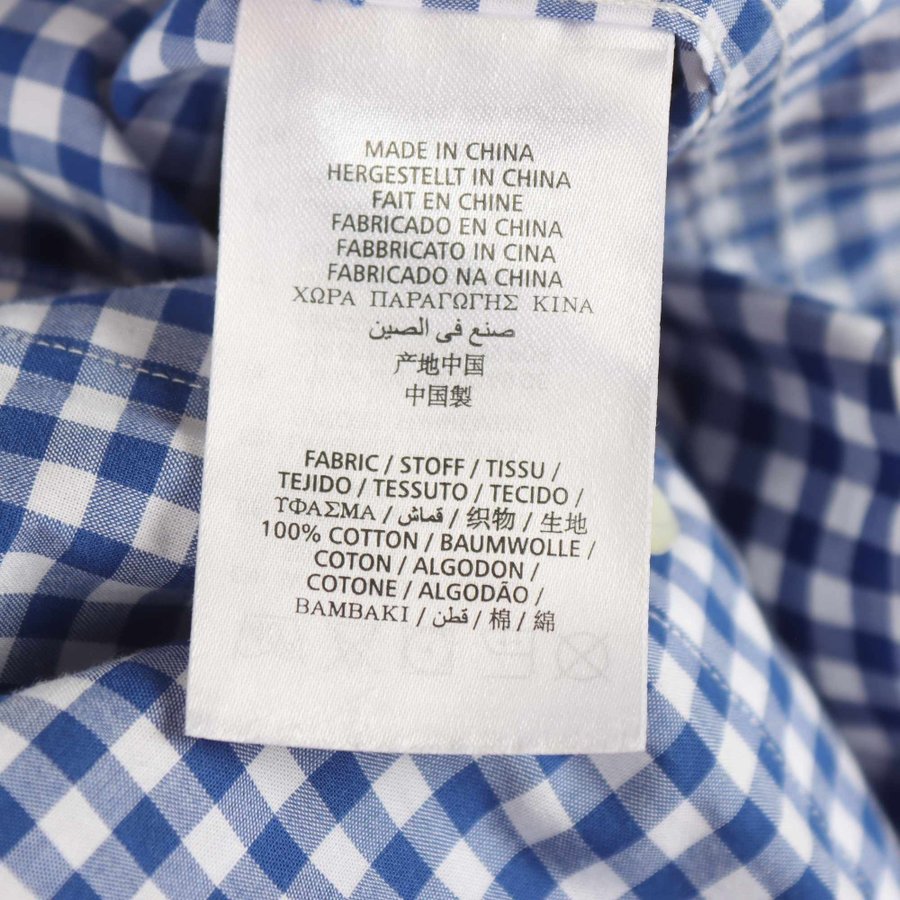 MADE IN CHINA
HERGESTELLT IN CHINA
FAIT EN CHINE
FABRICADO EN CHINA
FABBRICATO IN CINA
FABRICADO NA CHINA
ΧΩΡΑ ΠΑΡΑΓΩΓΗΣ ΚΙΝΑ
صنع في الصين
产地中国
中国製
FABRIC / STOFF / TISSU /
TEJIDO / TESSUTO / TECIDO /
ΥΦΑΣΜΑ / قماش / 织物 / 生地
100% COTTON / BAUMWOLLE /
COTON / ALGODON /
COTONE / ALGODÃO /
ΒΑΜΒΑΚΙ / قطن / 棉 / 綿